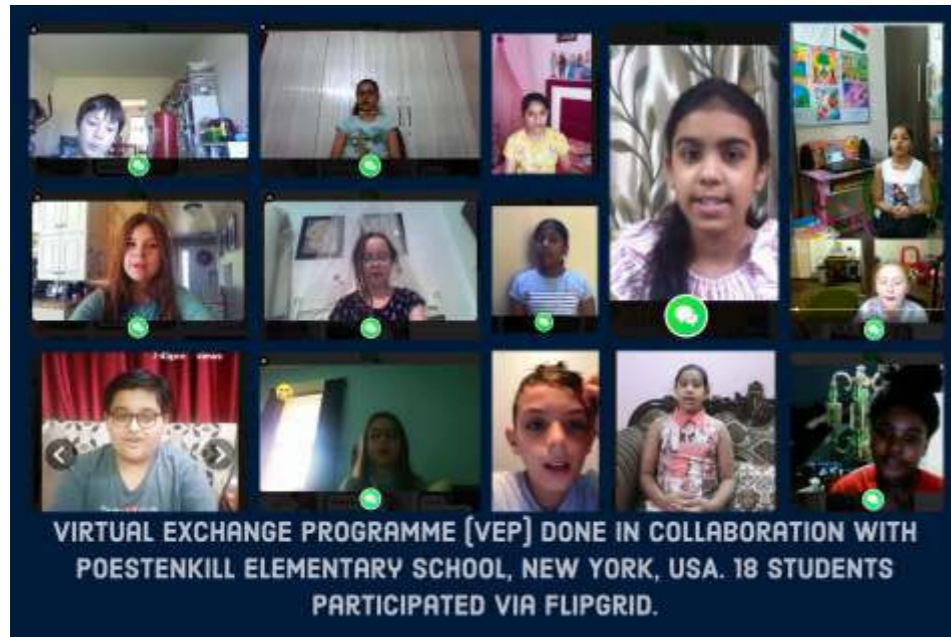 VIRTUAL EXCHANGE PROGRAMME (VEP) DONE IN COLLABORATION WITH
POESTENKILL ELEMENTARY SCHOOL, NEW YORK, USA. 18 STUDENTS
PARTICIPATED VIA FLIPGRID.